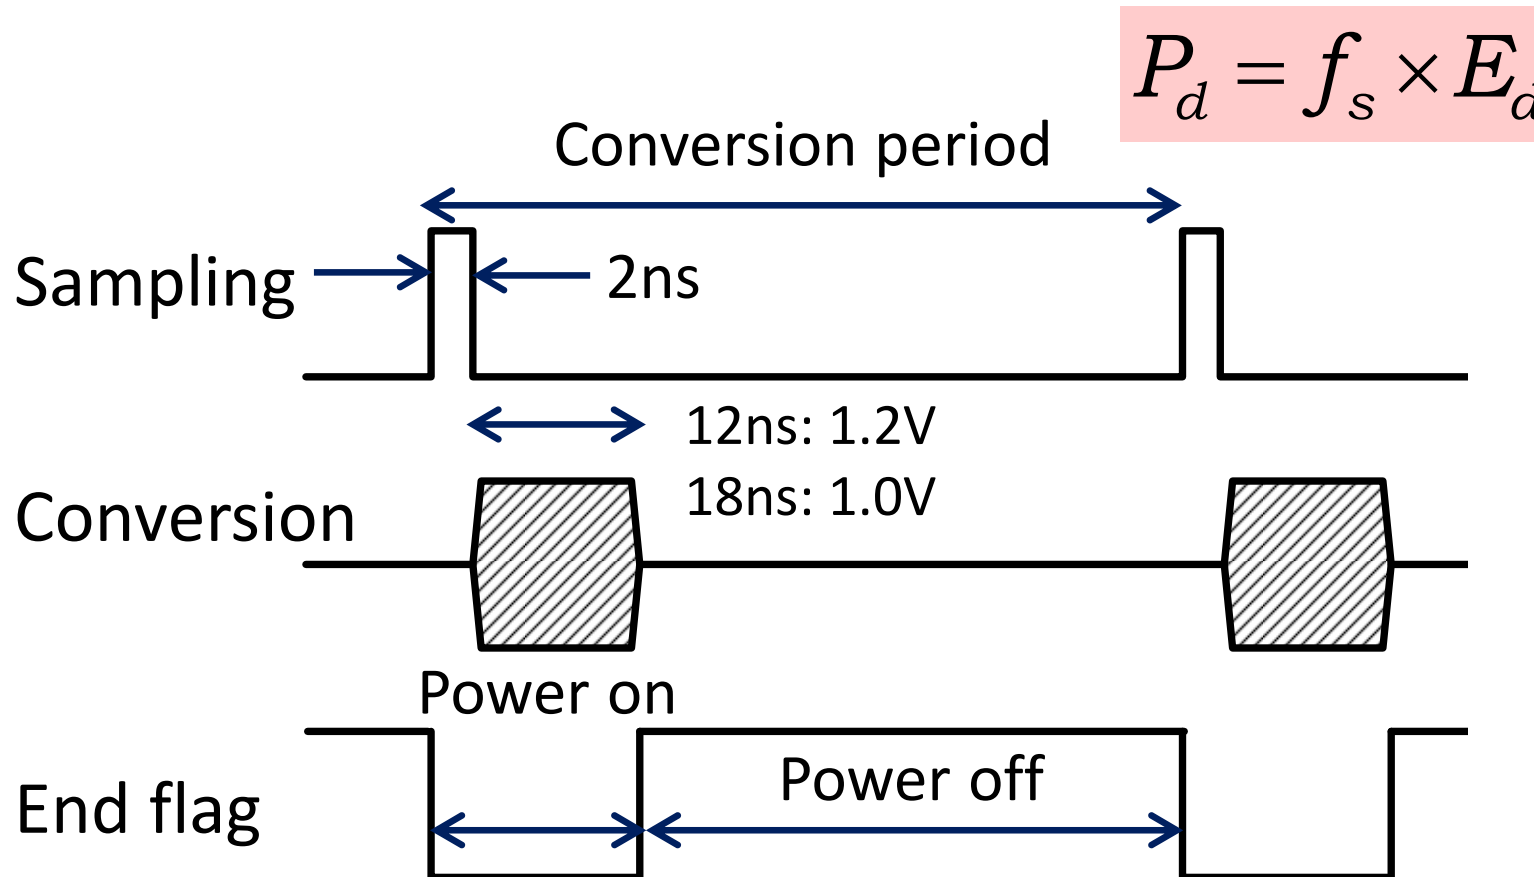 P_d = f_s × E_d
Conversion period
Sampling
2ns
12ns: 1.2V
18ns: 1.0V
Conversion
Power on
Power off
End flag